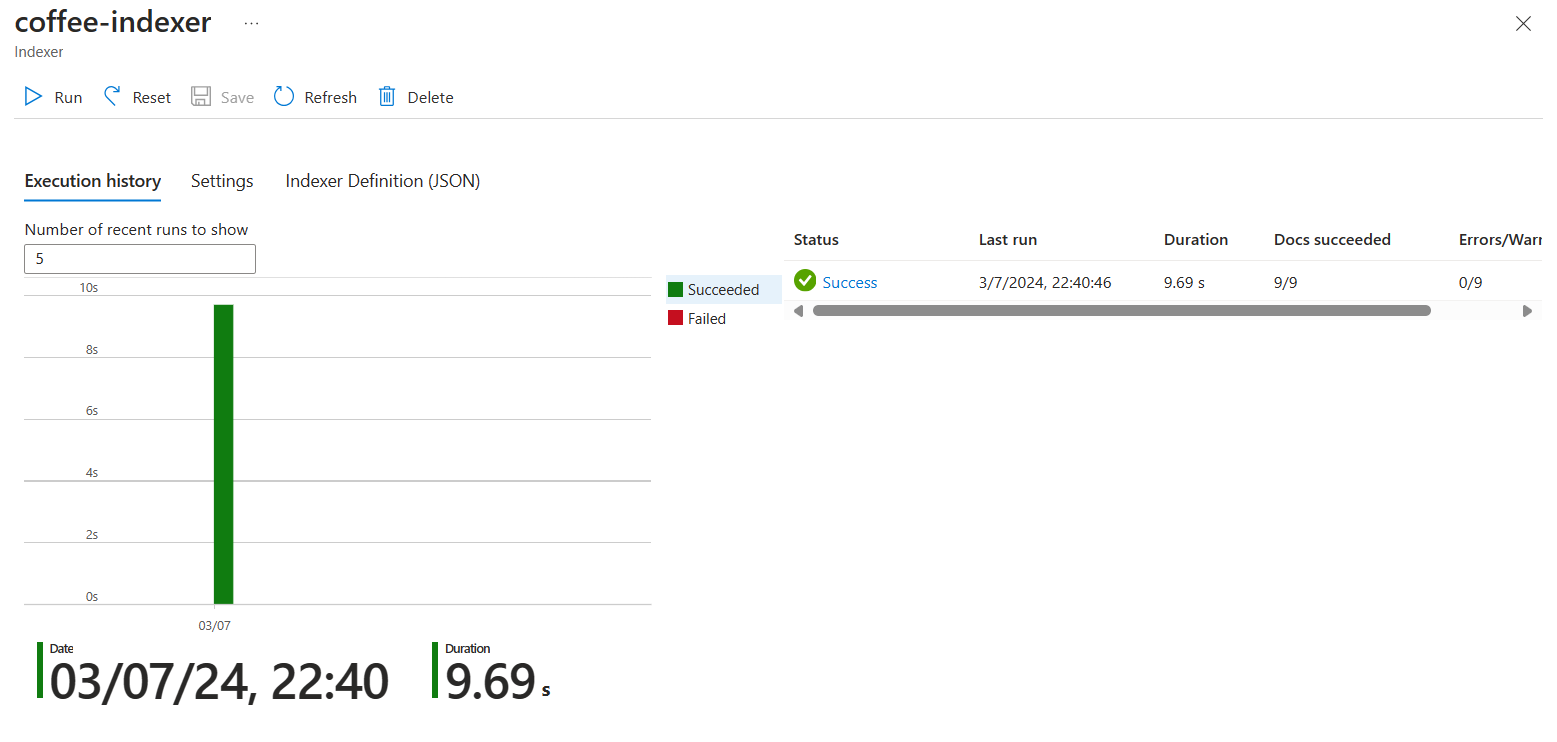 coffee-indexer ...
Indexer
Run Reset Save Refresh Delete
Execution history Settings Indexer Definition (JSON)
Number of recent runs to show
5
10s
8s
6s
4s
2s
0s
03/07
Succeeded
Failed
Date
03/07/24, 22:40
Duration
9.69 s
Status Last run Duration Docs succeeded Errors/Warr
Success 3/7/2024, 22:40:46 9.69 s 9/9 0/9